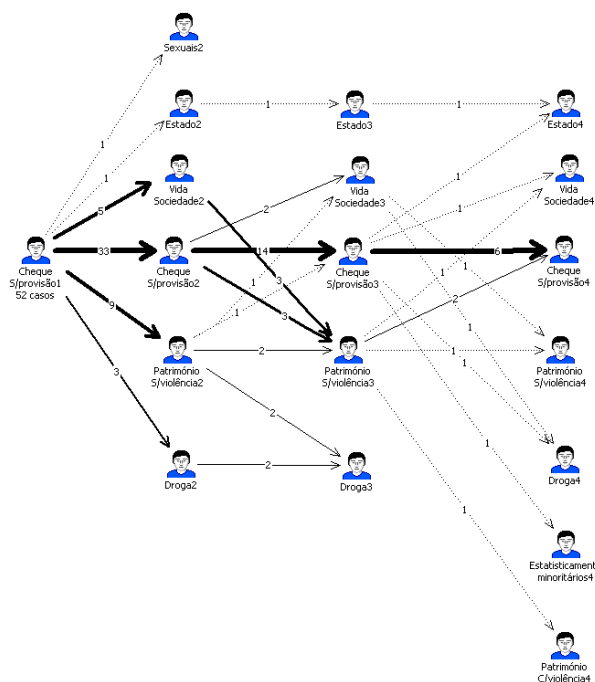 Sexuais2
1
1
Estado2
1
Estado3
1
Estado4
1
5
Vida
Sociedade2
2
Vida
Sociedade3
1
Vida
Sociedade4
Cheque
S/provisão1
52 casos
33
Cheque
S/provisão2
14
3
Cheque
S/provisão3
6
1
1
Cheque
S/provisão4
9
1
1
3
2
3
Património
S/violência2
2
Património
S/violência3
1
1
Património
S/violência4
1
2
Droga2
2
Droga3
1
1
Droga4
1
Estatisticament
minoritários4
Património
C/violência4